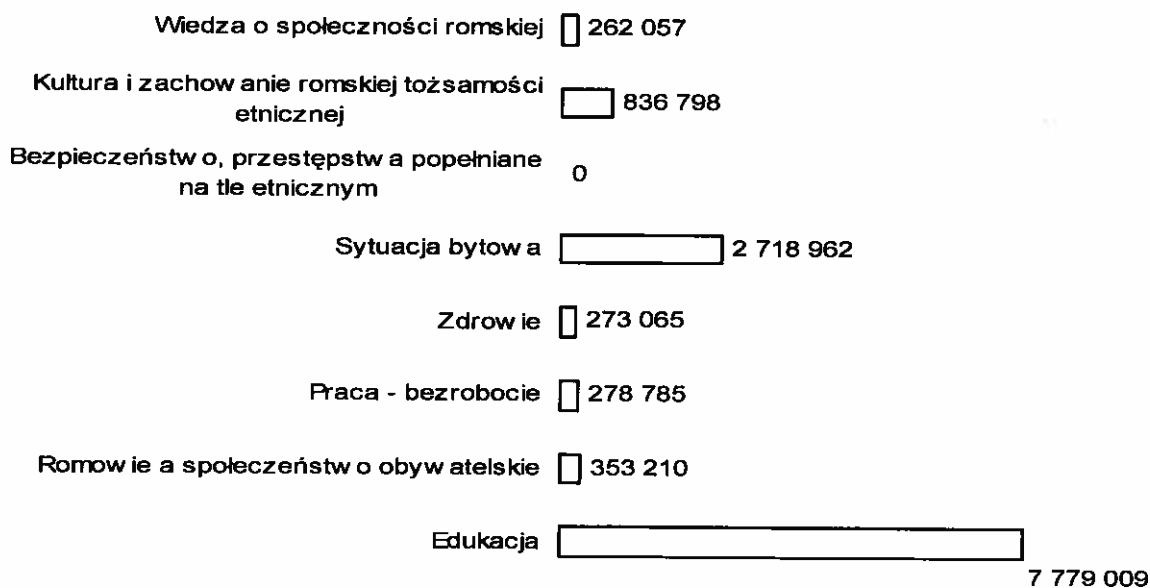 Wiedza o społeczności romskiej 262 057
Kultura i zachow anie romskiej tożsamości
etnicznej 836 798
Bezpieczeństw o, przestępstw a popełniane
na tle etnicznym 0
Sytuacja bytow a 2 718 962
Zdrow ie 273 065
Praca - bezrobocie 278 785
Romow ie a społeczeństw o obyw atelskie 353 210
Edukacja
7 779 009